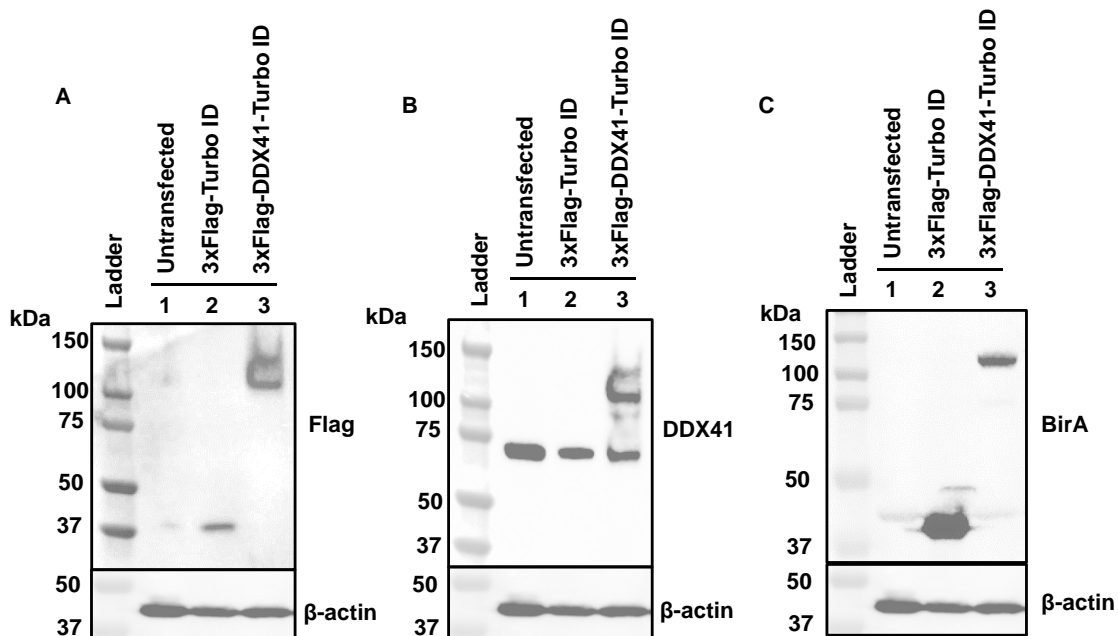 A
Ladder
Untransfected
3xFlag-Turbo ID
3xFlag-DDX41-Turbo ID
1 2 3
kDa
150
100
75
50
37
Flag
50
37
β-actin
B
Ladder
Untransfected
3xFlag-Turbo ID
3xFlag-DDX41-Turbo ID
1 2 3
kDa
150
100
75
50
37
DDX41
50
37
β-actin
C
Ladder
Untransfected
3xFlag-Turbo ID
3xFlag-DDX41-Turbo ID
1 2 3
kDa
150
100
75
50
37
BirA
50
37
β-actin